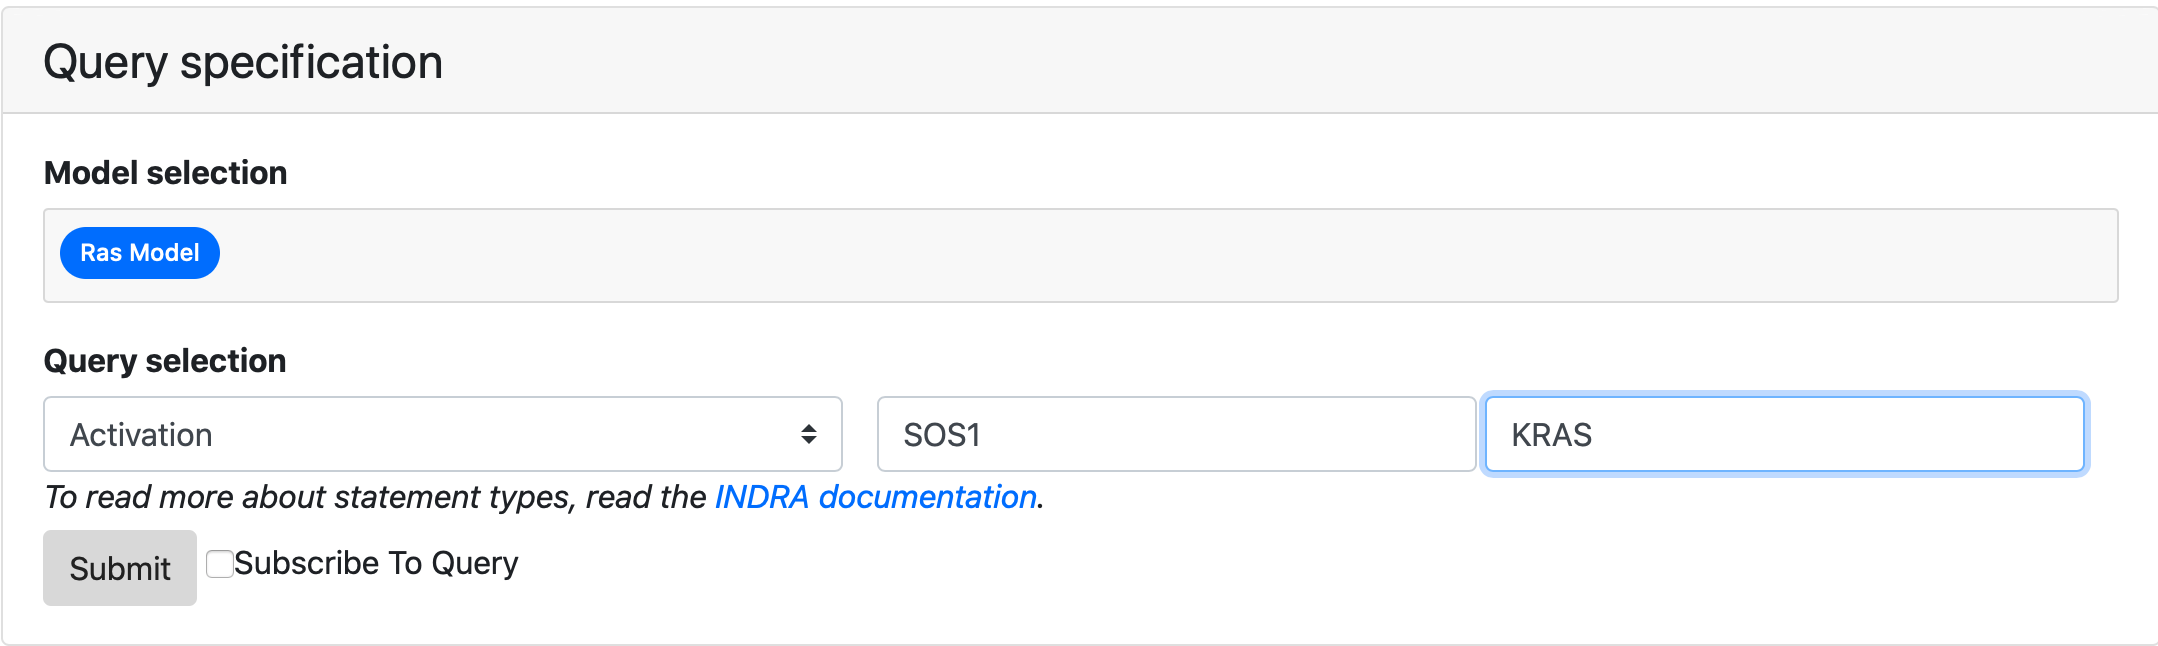 Query specification
Model selection
Ras Model
Query selection
Activation SOS1 KRAS
To read more about statement types, read the INDRA documentation.
Submit Subscribe To Query